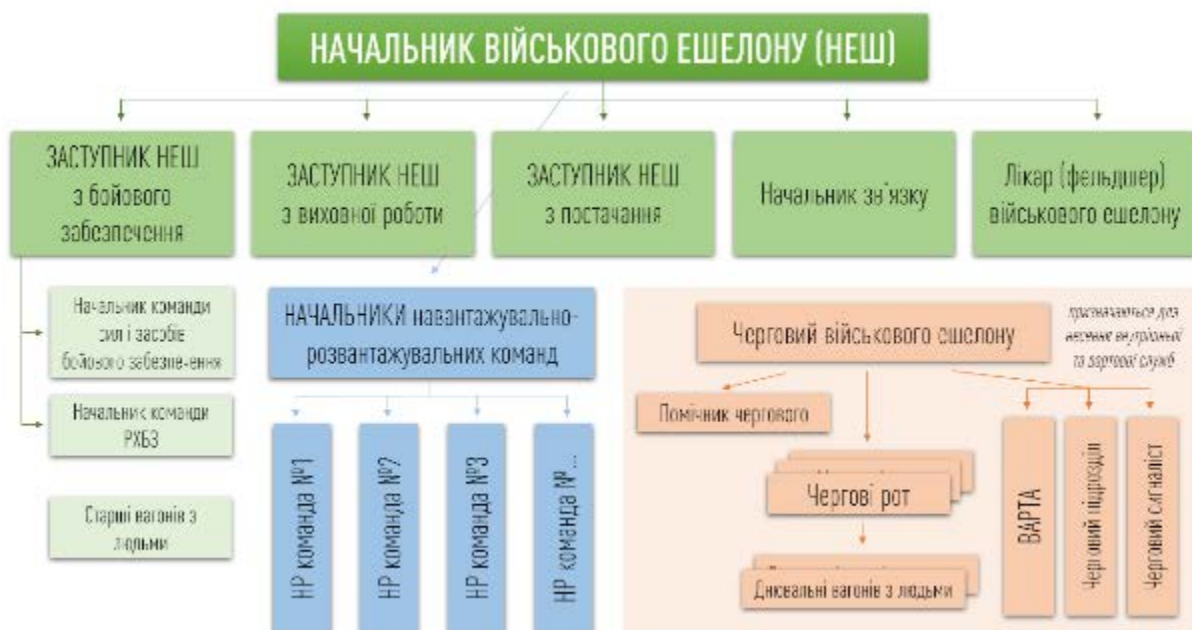 НАЧАЛЬНИК ВІЙСЬКОВОГО ЕШЕЛОНУ (НЕШ)
ЗАСТУПНИК НЕШ
з бойового
забезпечення
ЗАСТУПНИК НЕШ
з виховної роботи
ЗАСТУПНИК НЕШ
з постачання
Начальник зв'язку
Лікар (фельдшер)
військового ешелону
Начальник команди
сил і засобів
бойового забезпечення
Начальник команди
РХБЗ
Старші вагонів з
людьми
НАЧАЛЬНИКИ навантажувально-
розвантажувальних команд
НР команда №1
НР команда №2
НР команда №3
НР команда №...
Черговий військового ешелону
призначаються для
несення внутрішньої
та вартової служб
Помічник чергового
Чергові рот
Днювальні вагонів з людьми
ВАРТА
Черговий підрозділ
Черговий сигналіст